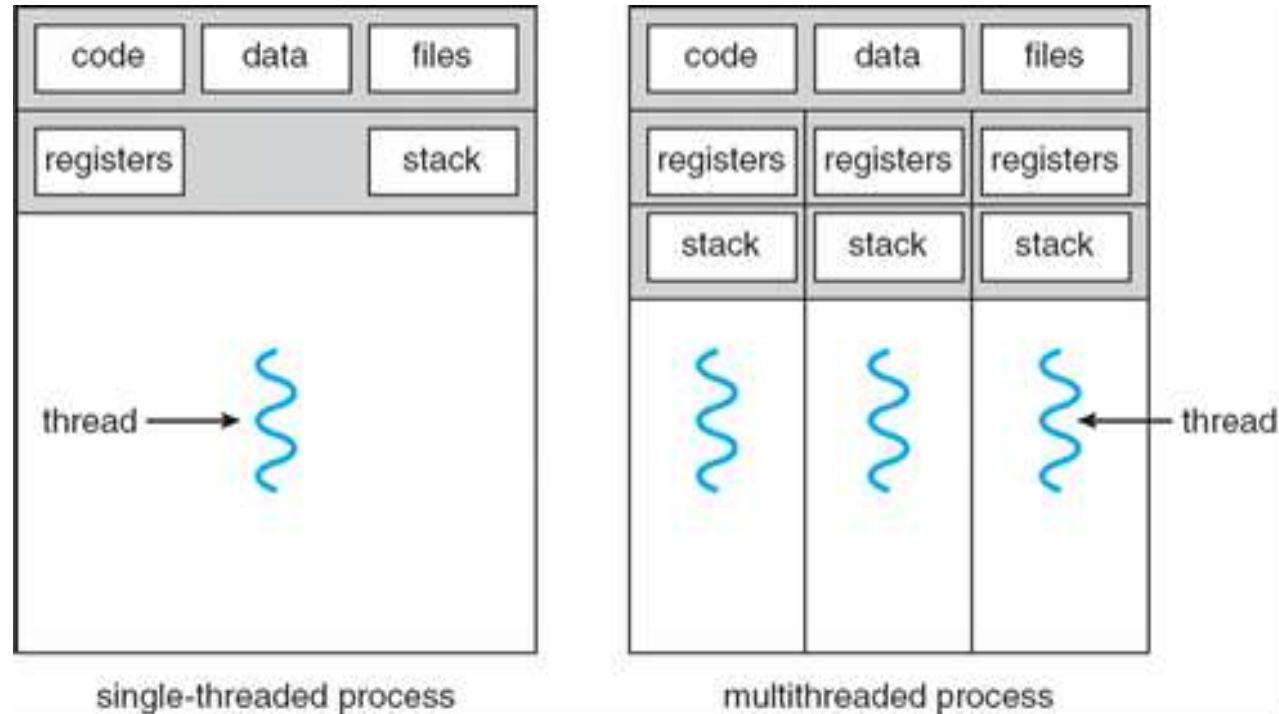 code data files
registers stack
thread
single-threaded process
code data files
registers registers registers
stack stack stack
thread
multithreaded process